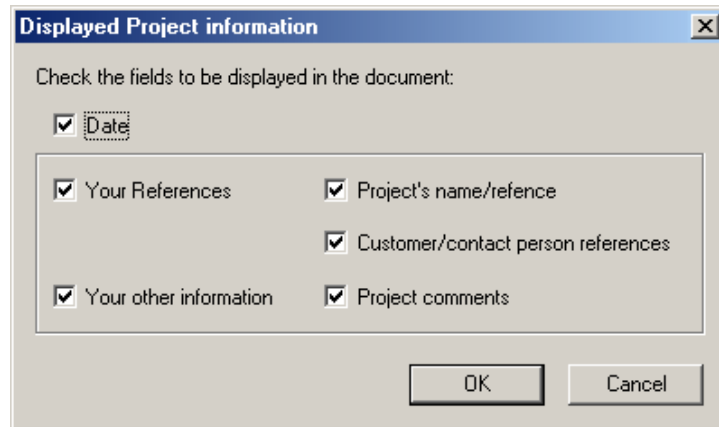 Displayed Project information
Check the fields to be displayed in the document:
Date
Your References
Project's name/refence
Customer/contact person references
Your other information
Project comments
OK
Cancel